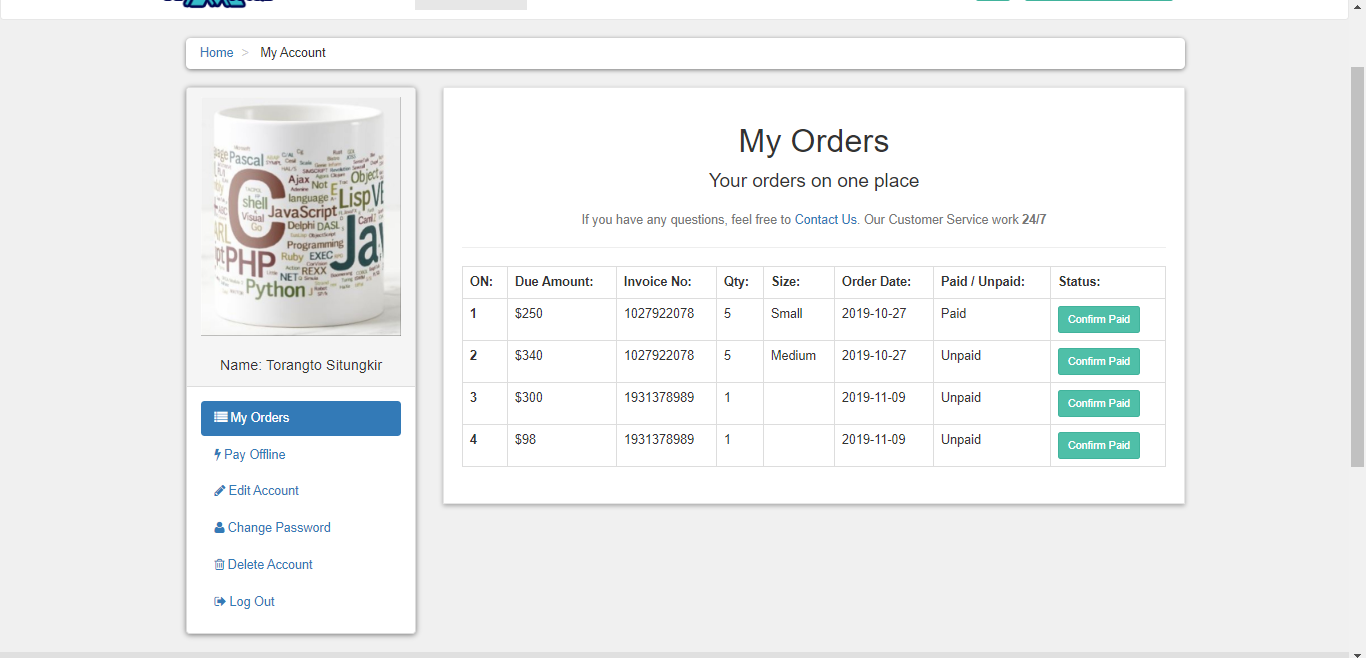 Home > My Account
Pascal
Ajax
Not
Object
language
Lisp
C
shell
Visual
Go
JavaScript
Delphi DASL
Programming
Java
PHP
Ruby EXEC
.NET
REXX
Python
Name: Torangto Situngkir
My Orders
Pay Offline
Edit Account
Change Password
Delete Account
Log Out
My Orders
Your orders on one place
If you have any questions, feel free to Contact Us. Our Customer Service work 24/7
ON: Due Amount: Invoice No: Qty: Size: Order Date: Paid / Unpaid: Status:
1 $250 1027922078 5 Small 2019-10-27 Paid Confirm Paid
2 $340 1027922078 5 Medium 2019-10-27 Unpaid Confirm Paid
3 $300 1931378989 1 2019-11-09 Unpaid Confirm Paid
4 $98 1931378989 1 2019-11-09 Unpaid Confirm Paid